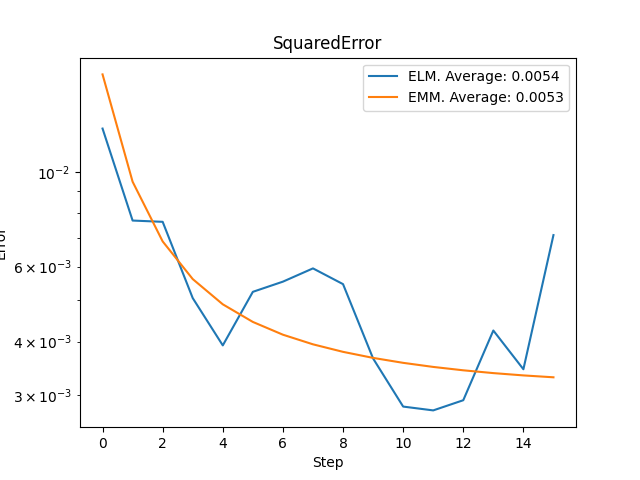 SquaredError
ELM. Average: 0.0054
EMM. Average: 0.0053
10⁻²
6 × 10⁻³
4 × 10⁻³
3 × 10⁻³
Error
0 2 4 6 8 10 12 14
Step